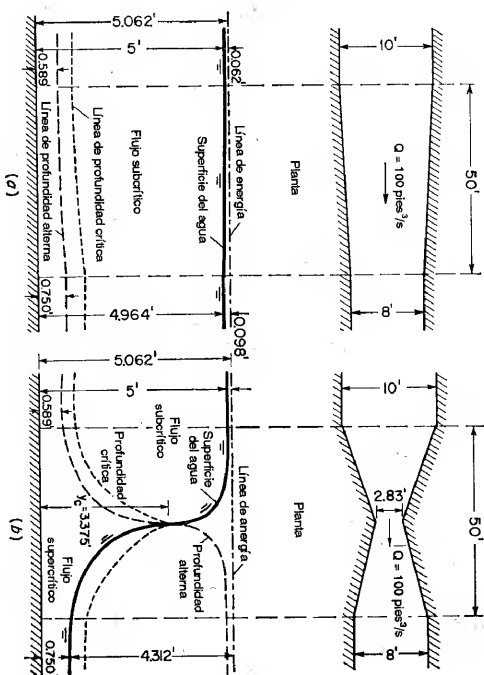 Planta
10'
50'
Q = 100 pies³/s
8'
5.062'
5'
0.062'
Línea de energía
Superficie del agua
Flujo subcrítico
Línea de profundidad crítica
Línea de profundidad alterna
0.589'
4.964'
0.098'
0.750'
(a)
Planta
10'
50'
2.83'
Q = 100 pies³/s
8'
5.062'
5'
Línea de energía
Superficie
del agua
Flujo
subcrítico
Profundidad
crítica
Profundidad
alterna
yc = 3.375'
0.589'
Flujo
supercrítico
4.312'
0.750
(b)